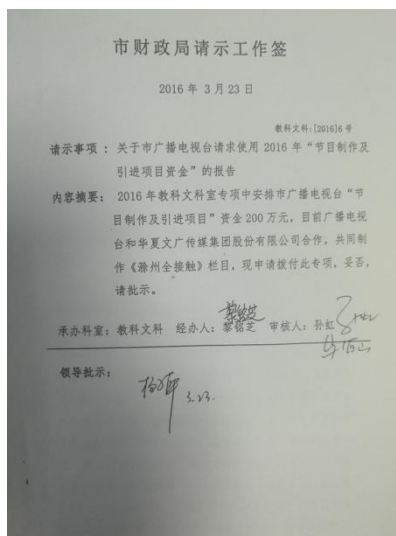 市财政局请示工作签
2016 年 3 月 23 日
教科文科:[2016]6 号
请示事项：关于市广播电视台请求使用 2016 年“节目制作及
引进项目资金”的报告
内容摘要：2016 年教科文科室专项中安排市广播电视台“节
目制作及引进项目”资金 200 万元，目前广播电视
台和华夏文广传媒集团股份有限公司合作，共同制
作《滁州全接触》栏目，现申请拨付此专项，妥否，
请批示。
承办科室：教科文科 经办人：黎铭芝 审核人：孙虹
领导批示：
3.23.